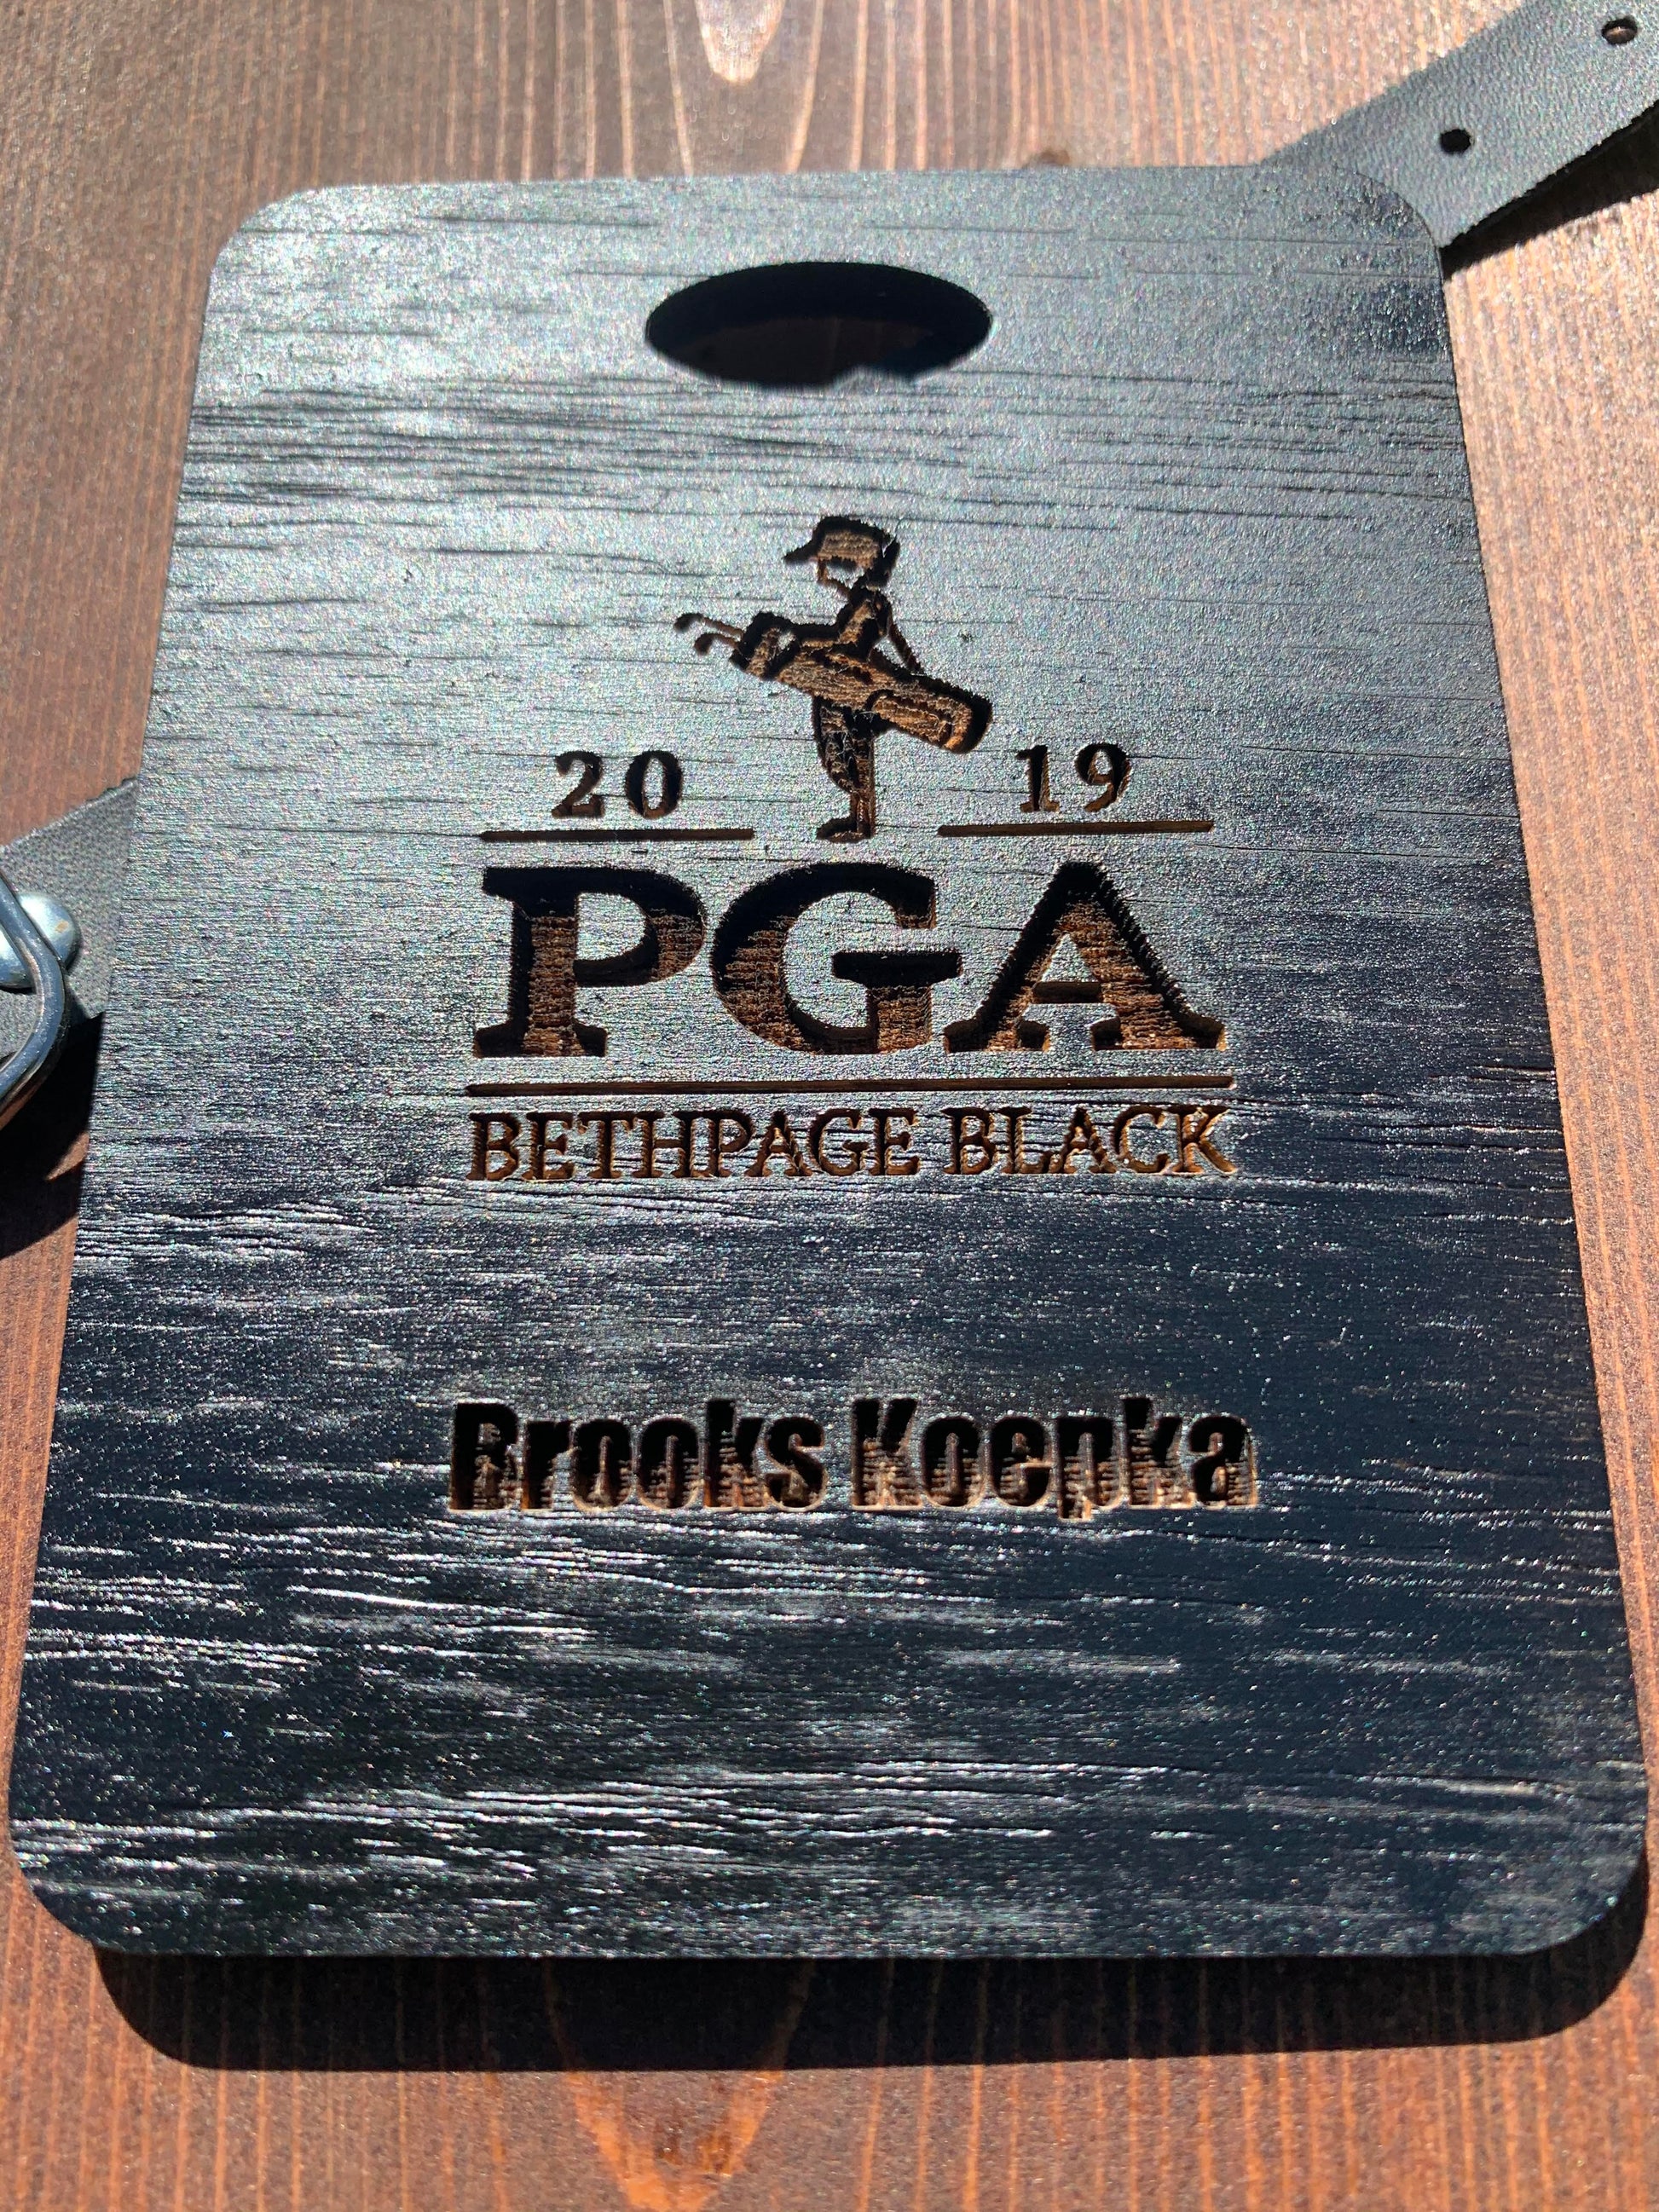 20 19
PGA
BETHPAGE BLACK
Brooks Koepka